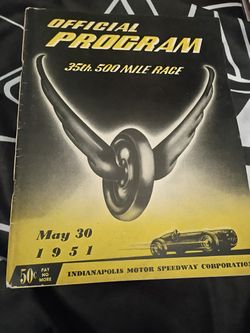 OFFICIAL
PROGRAM
35th. 500 MILE RACE
May 30
1951
50¢ PAY NO MORE
INDIANAPOLIS MOTOR SPEEDWAY CORPORATION